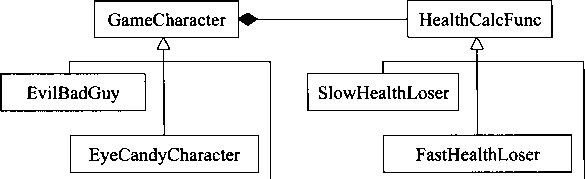 GameCharacter HealthCalcFunc
EvilBadGuy SlowHealthLoser
EyeCandyCharacter FastHealthLoser